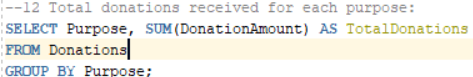 --12 Total donations received for each purpose:
SELECT Purpose, SUM(DonationAmount) AS TotalDonations
FROM Donations
GROUP BY Purpose;